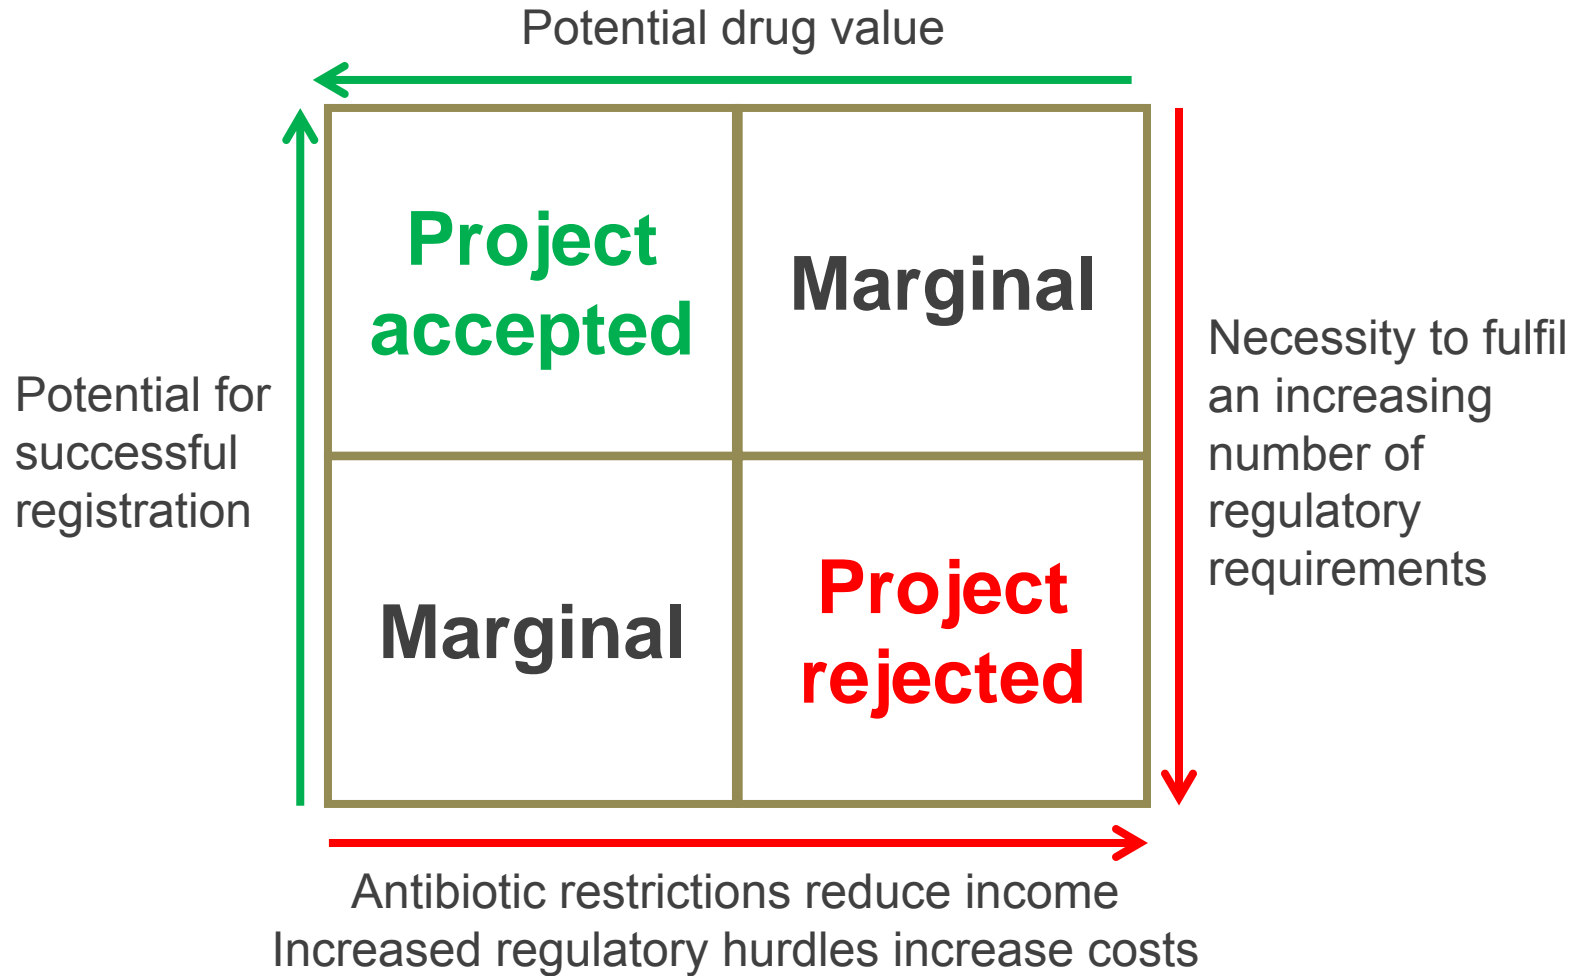 Potential drug value
Project
accepted
Marginal
Potential for
successful
registration
Necessity to fulfil
an increasing
number of
regulatory
requirements
Marginal
Project
rejected
Antibiotic restrictions reduce income
Increased regulatory hurdles increase costs